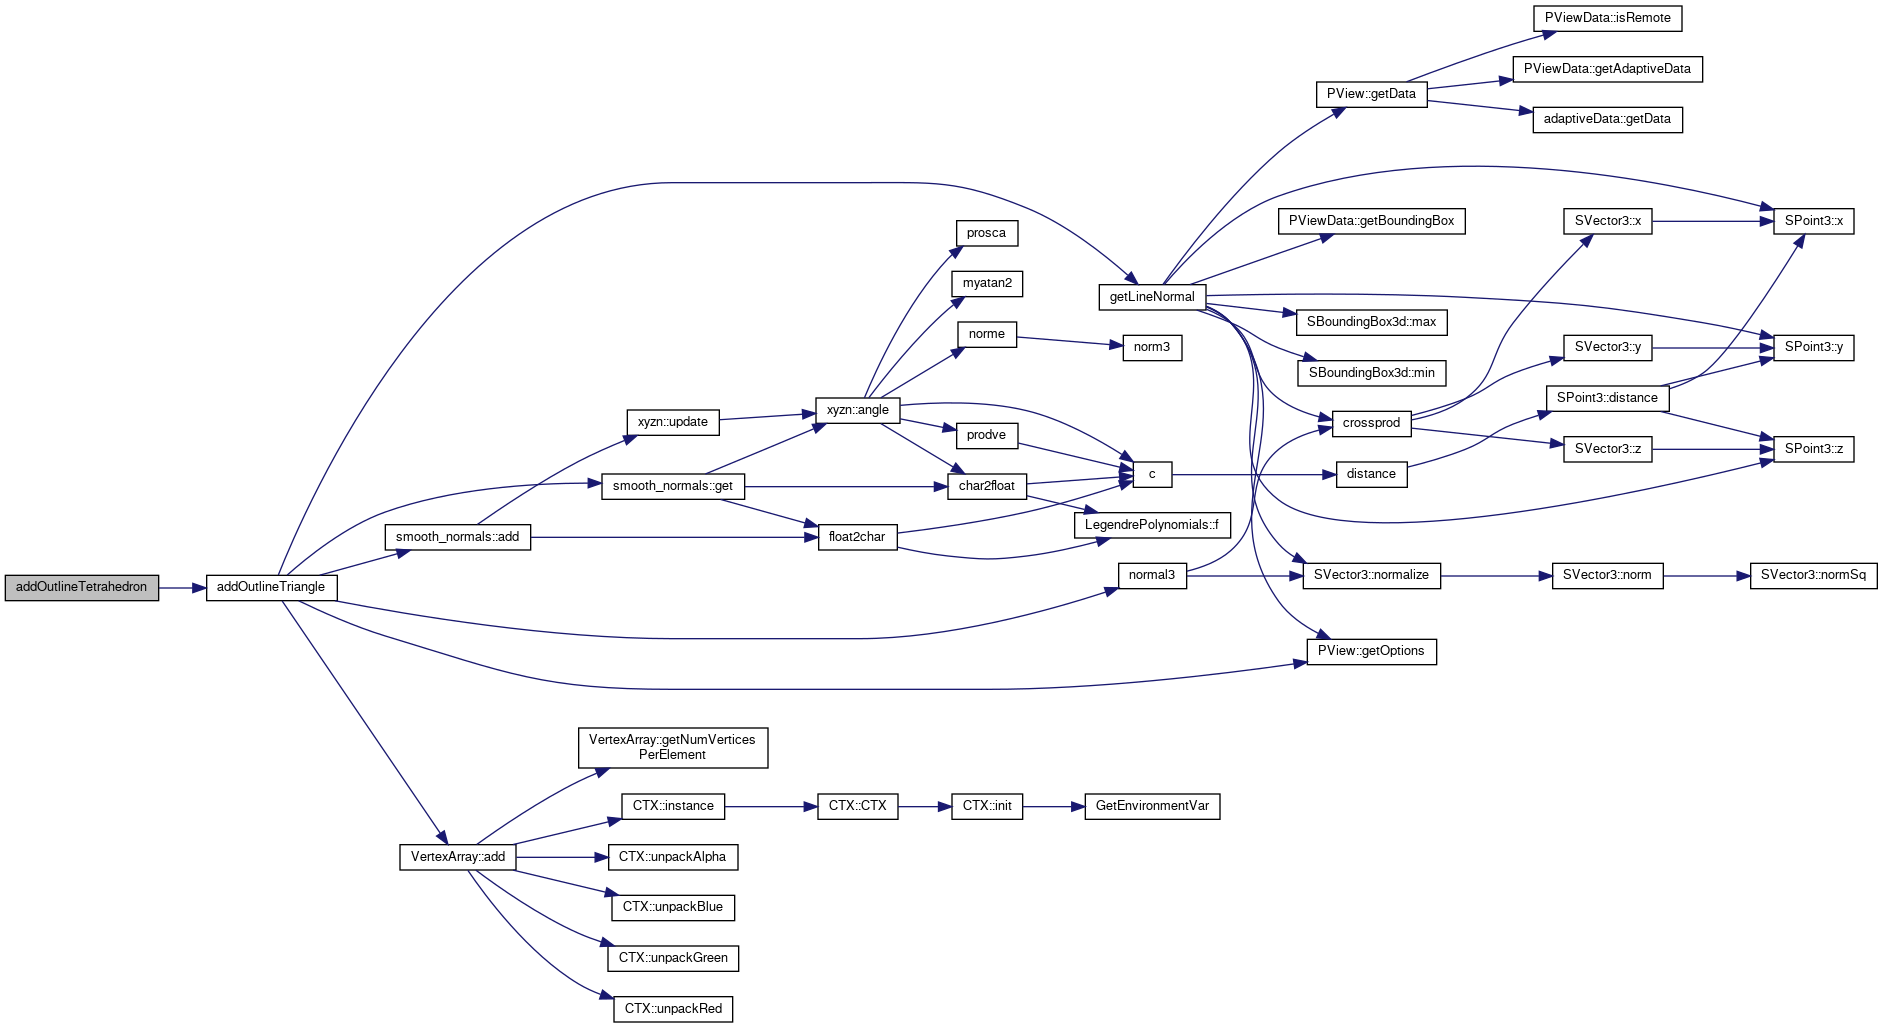 PViewData::isRemote
PViewData::getAdaptiveData
PView::getData
adaptiveData::getData
SVector3::x
SPoint3::x
PViewData::getBoundingBox
prosca
myatan2
getLineNormal
SBoundingBox3d::max
norme
norm3
SVector3::y
SPoint3::y
SBoundingBox3d::min
SPoint3::distance
xyzn::angle
xyzn::update
crossprod
prodve
SVector3::z
SPoint3::z
c
distance
smooth_normals::get
char2float
LegendrePolynomials::f
smooth_normals::add
float2char
addOutlineTetrahedron
addOutlineTriangle
normal3
SVector3::normalize
SVector3::norm
SVector3::normSq
PView::getOptions
VertexArray::getNumVertices
PerElement
CTX::instance
CTX::CTX
CTX::init
GetEnvironmentVar
VertexArray::add
CTX::unpackAlpha
CTX::unpackBlue
CTX::unpackGreen
CTX::unpackRed